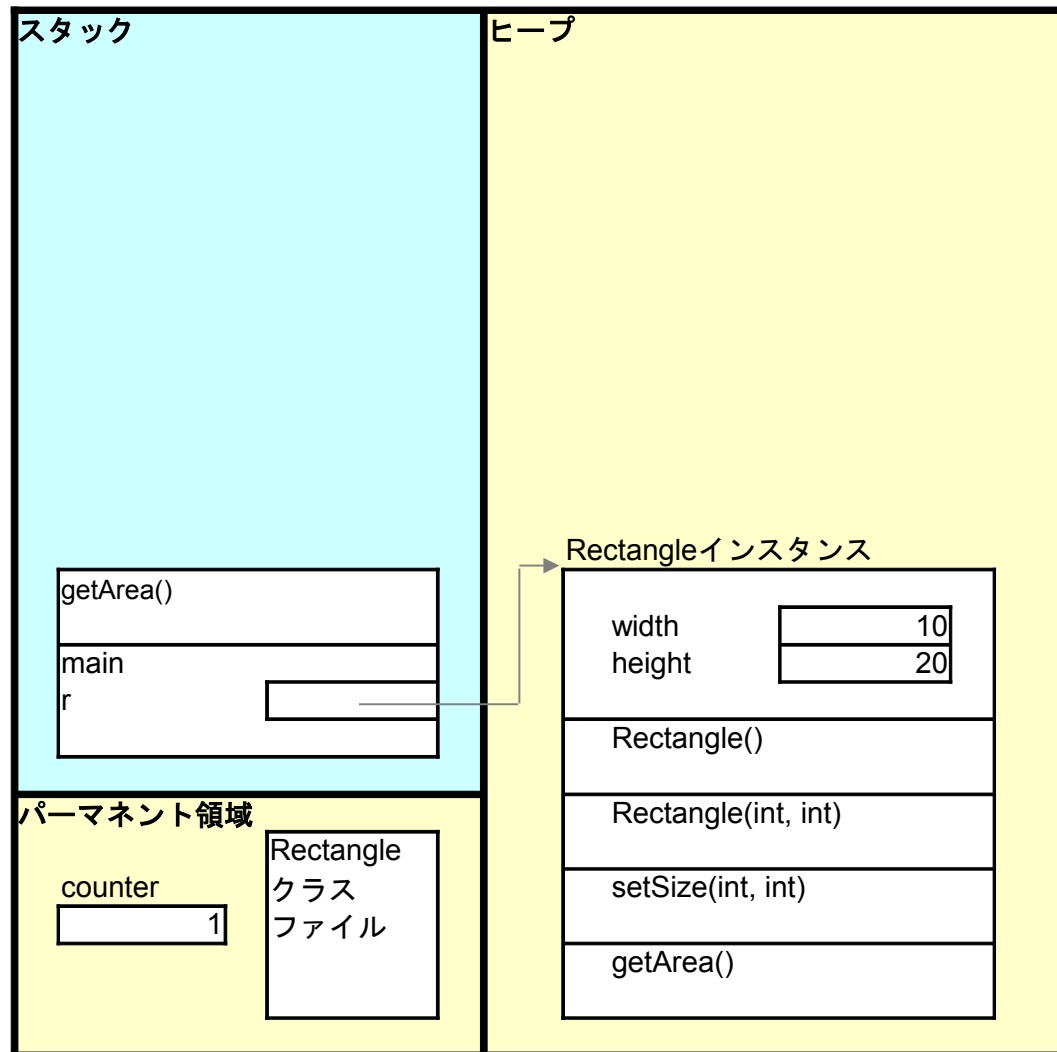 スタック
getArea()
main
r
パーマネント領域
counter
1
Rectangle
クラス
ファイル
ヒープ
Rectangleインスタンス
width 10
height 20
Rectangle()
Rectangle(int, int)
setSize(int, int)
getArea()